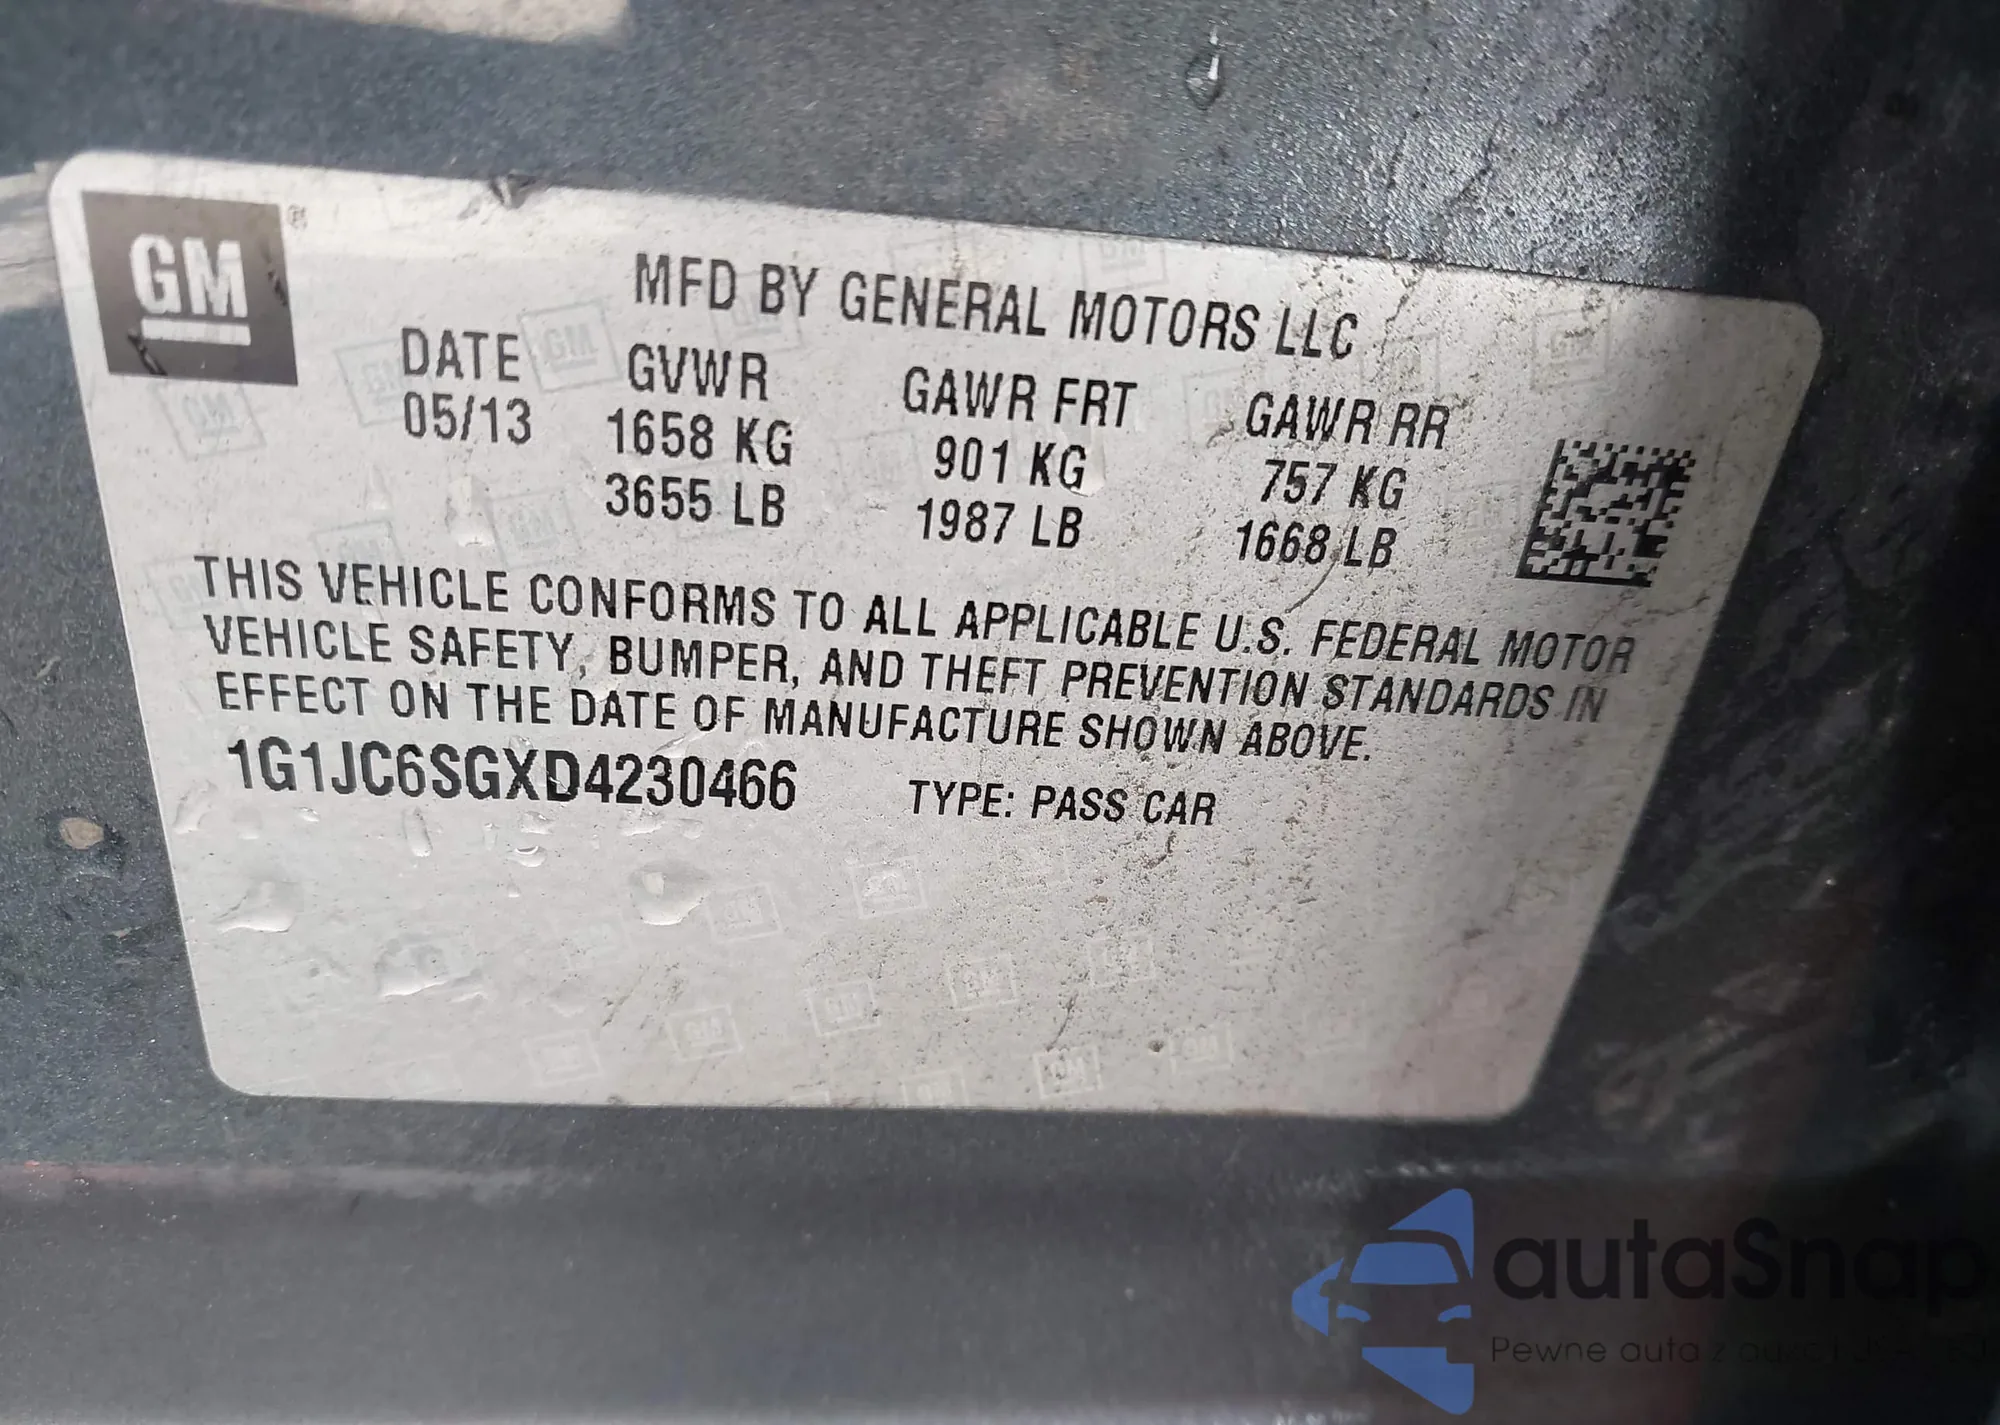 GM ®
MFD BY GENERAL MOTORS LLC
DATE GVWR GAWR FRT GAWR RR
05/13 1658 KG 901 KG 757 KG
3655 LB 1987 LB 1668 LB
THIS VEHICLE CONFORMS TO ALL APPLICABLE U.S. FEDERAL MOTOR
VEHICLE SAFETY, BUMPER, AND THEFT PREVENTION STANDARDS IN
EFFECT ON THE DATE OF MANUFACTURE SHOWN ABOVE.
1G1JC6SGXD4230466 TYPE: PASS CAR
autaSnap
Pewne auta z